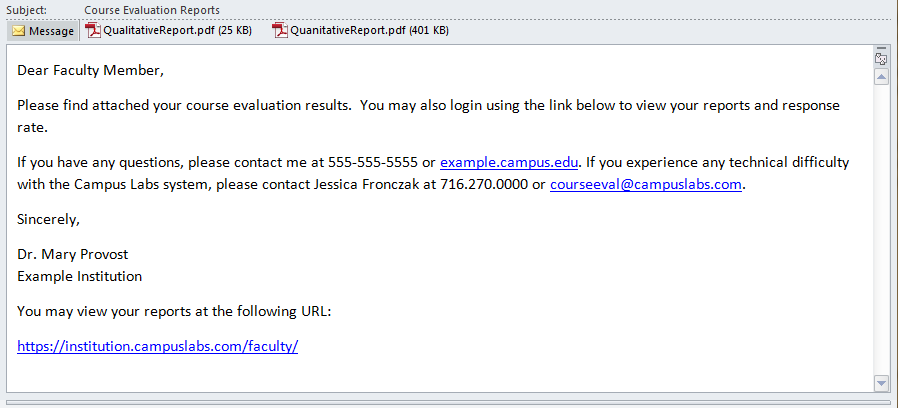 Subject: Course Evaluation Reports
Message QualitativeReport.pdf (25 KB) QuanitativeReport.pdf (401 KB)
Dear Faculty Member,
Please find attached your course evaluation results. You may also login using the link below to view your reports and response
rate.
If you have any questions, please contact me at 555-555-5555 or example.campus.edu. If you experience any technical difficulty
with the Campus Labs system, please contact Jessica Fronczak at 716.270.0000 or courseeval@campuslabs.com.
Sincerely,
Dr. Mary Provost
Example Institution
You may view your reports at the following URL:
https://institution.campuslabs.com/faculty/